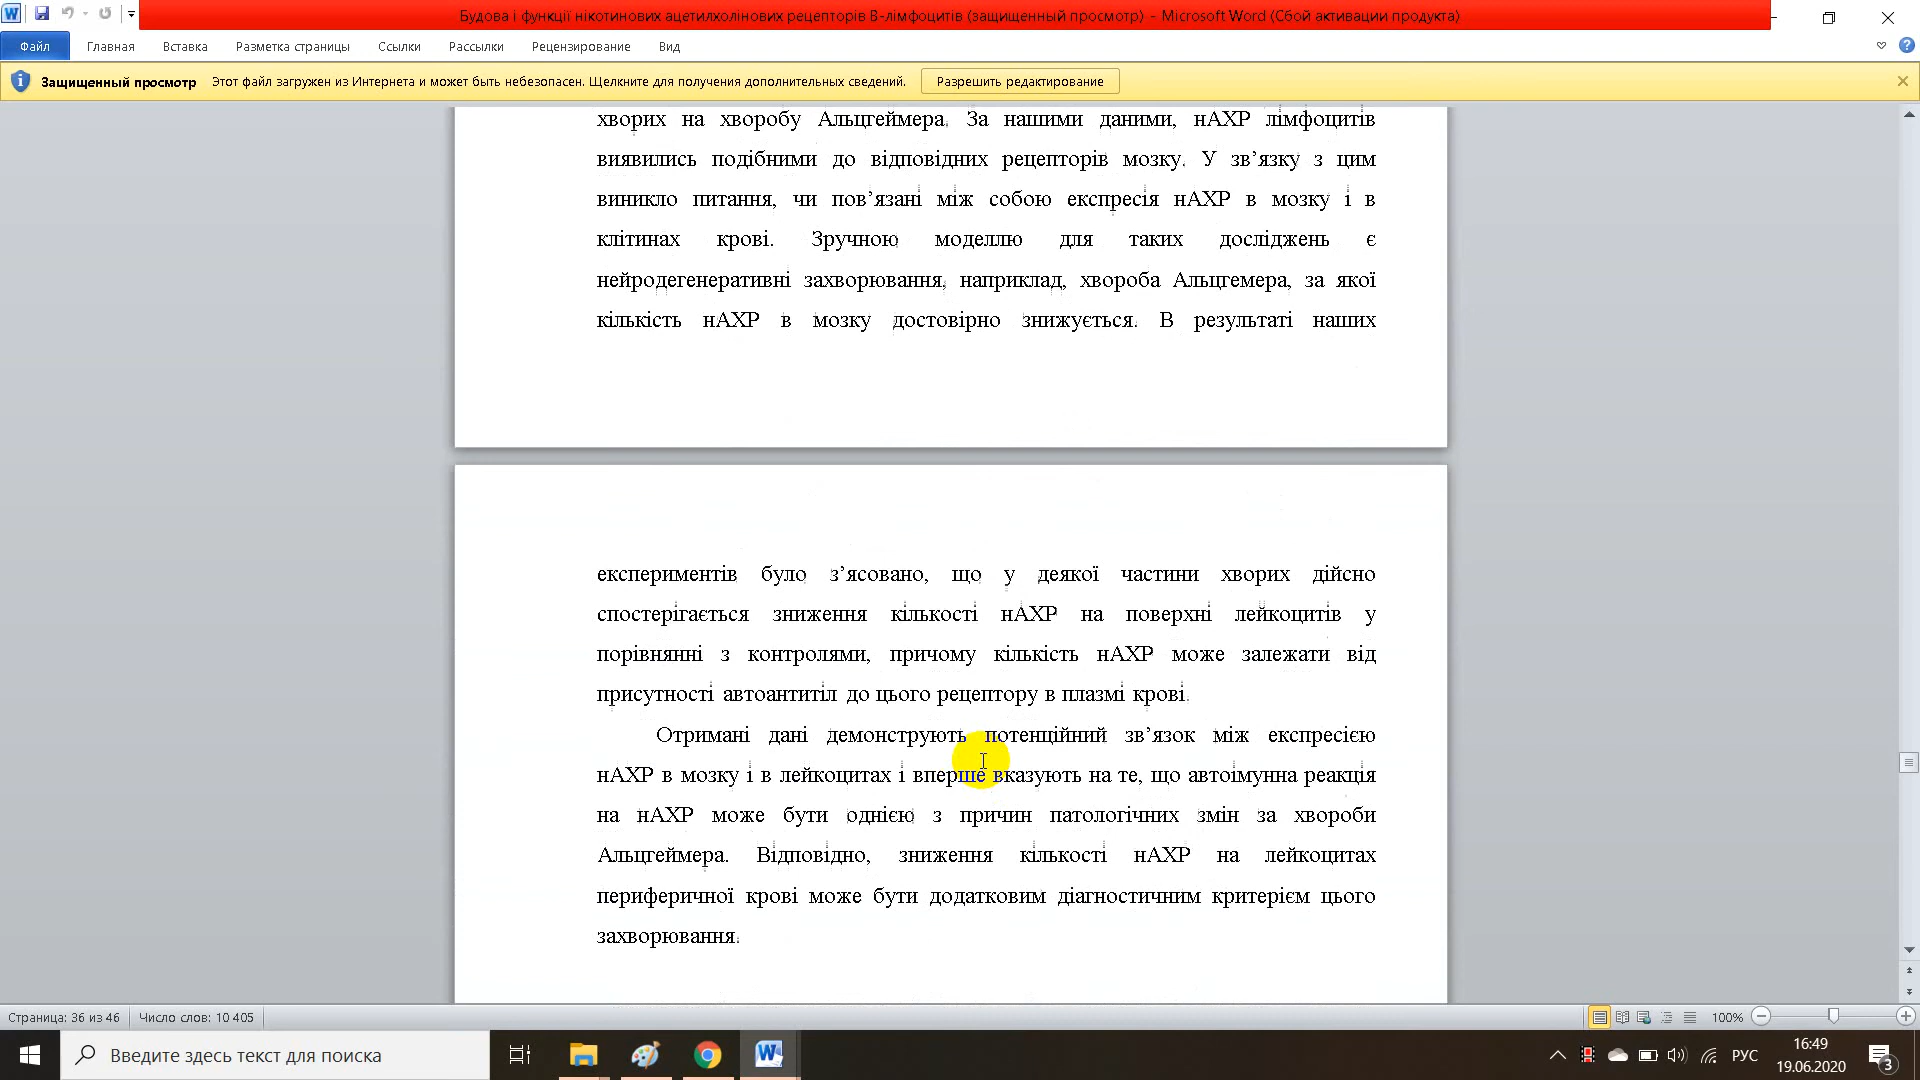 Будова і функції нікотинових ацетилхолінових рецепторів В-лімфоцитів (защищенный просмотр) - Microsoft Word (Сбой активации продукта)
Файл Главная Вставка Разметка страницы Ссылки Рассылки Рецензирование Вид
Защищенный просмотр Этот файл загружен из Интернета и может быть небезопасен. Щелкните для получения дополнительных сведений. Разрешить редактирование
хворих на хворобу Альцгеймера. За нашими даними, нАХР лімфоцитів
виявились подібними до відповідних рецепторів мозку. У зв’язку з цим
виникло питання, чи пов’язані між собою експресія нАХР в мозку і в
клітинах крові. Зручною моделлю для таких досліджень є
нейродегенеративні захворювання, наприклад, хвороба Альцгемера, за якої
кількість нАХР в мозку достовірно знижується. В результаті наших
експериментів було з’ясовано, що у деякої частини хворих дійсно
спостерігається зниження кількості нАХР на поверхні лейкоцитів у
порівнянні з контролями, причому кількість нАХР може залежати від
присутності автоантитіл до цього рецептору в плазмі крові.
Отримані дані демонструють потенційний зв’язок між експресією
нАХР в мозку і в лейкоцитах і вперше вказують на те, що автоімунна реакція
на нАХР може бути однією з причин патологічних змін за хвороби
Альцгеймера. Відповідно, зниження кількості нАХР на лейкоцитах
периферичної крові може бути додатковим діагностичним критерієм цього
захворювання.
Страница: 36 из 46 Число слов: 10 405 100%
Введите здесь текст для поиска РУС 16:49
19.06.2020 3